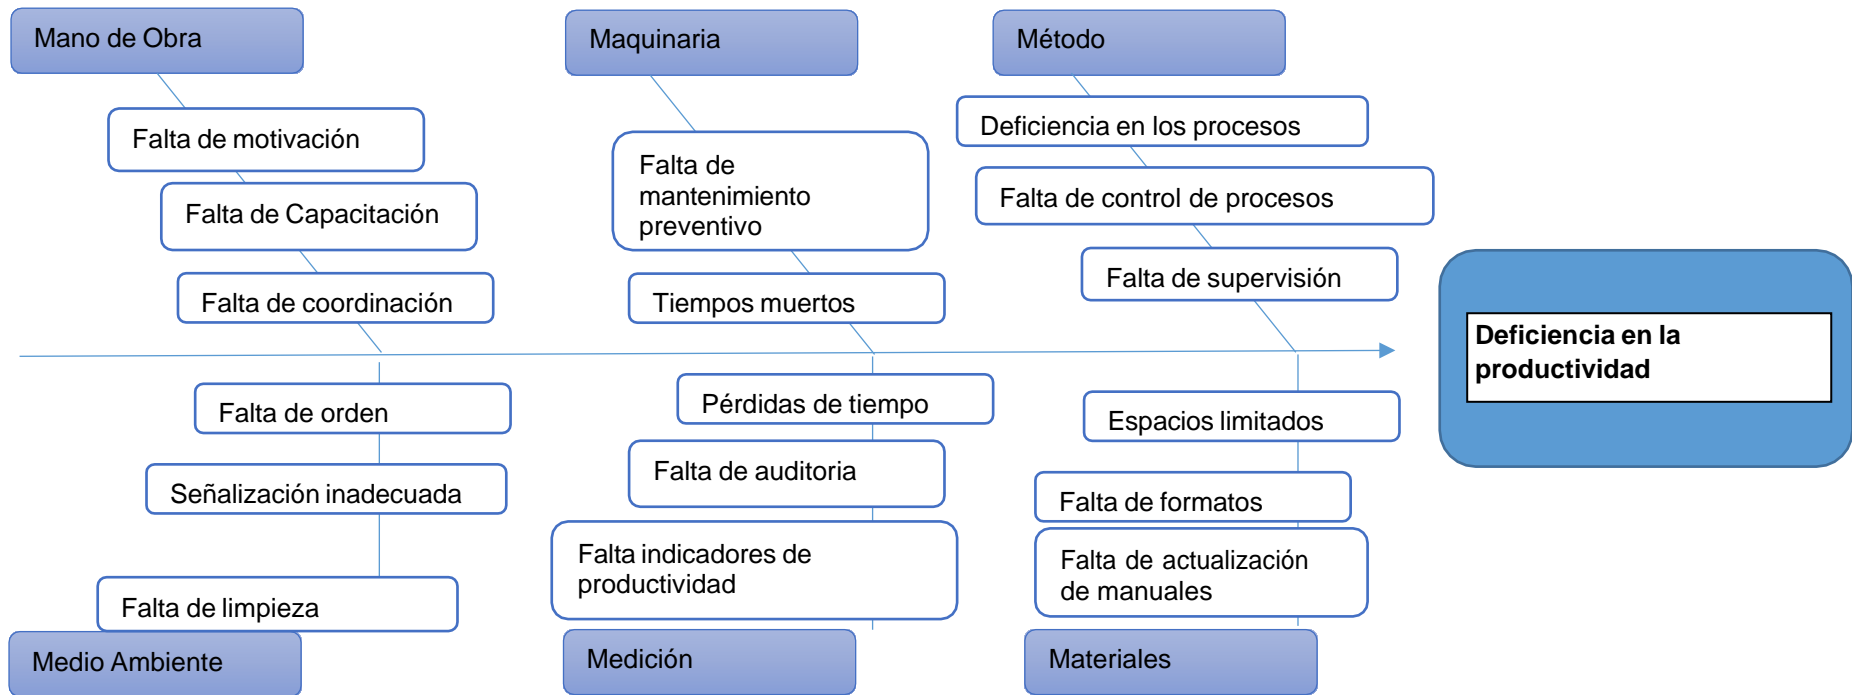 Mano de Obra
Maquinaria
Método
Falta de motivación
Falta de Capacitación
Falta de coordinación
Falta de
mantenimiento
preventivo
Tiempos muertos
Deficiencia en los procesos
Falta de control de procesos
Falta de supervisión
Deficiencia en la
productividad
Falta de orden
Señalización inadecuada
Falta de limpieza
Pérdidas de tiempo
Falta de auditoria
Falta indicadores de
productividad
Espacios limitados
Falta de formatos
Falta de actualización
de manuales
Medio Ambiente
Medición
Materiales